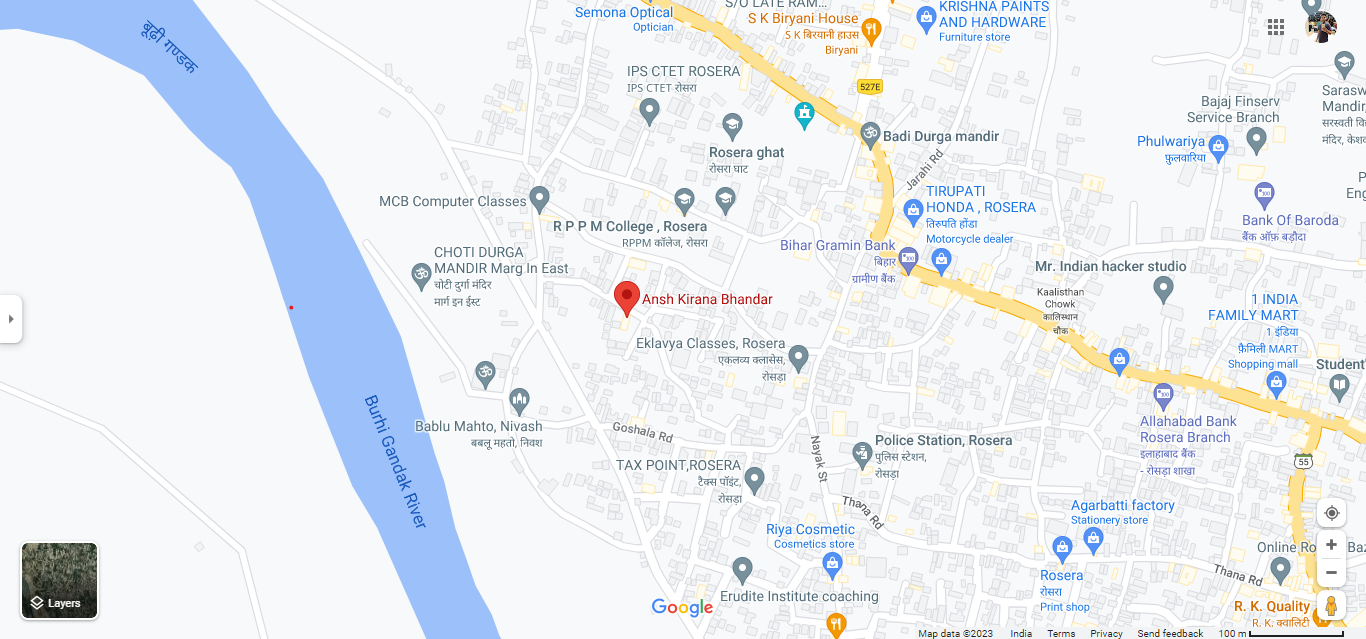 S/O LATE RAM...
Semona Optical
Optician
S K Biryani House
S K बिरयानी हाउस
Biryani
KRISHNA PAINTS
AND HARDWARE
Furniture store
बूढ़ी गण्डक
IPS CTET ROSERA
IPS CTET रोसरा
527E
Bajaj Finserv
Service Branch
Saras
Mandir,
सरस्वती वि
मंदिर, केशव
Badi Durga mandir
Phulwariya
फुलवारिया
Rosera ghat
रोसरा घाट
Jarahi Rd
MCB Computer Classes
TIRUPATI
HONDA , ROSERA
तिरुपति होंडा
Motorcycle dealer
P
Eng
R P P M College , Rosera
RPPM कॉलेज, रोसरा
Bank Of Baroda
बैंक ऑफ़ बड़ौदा
Bihar Gramin Bank
बिहार
ग्रामीण बैंक
CHOTI DURGA
MANDIR Marg In East
चोटी दुर्गा मंदिर
मार्ग इन ईस्ट
Mr. Indian hacker studio
Kaalisthan
Chowk
कालिस्थान
चौक
Ansh Kirana Bhandar
1 INDIA
FAMILY MART
1 इंडिया
फ़ैमिली MART
Shopping mall
Eklavya Classes, Rosera
एकलव्य क्लासेस,
रोसड़ा
Student'
Burhi Gandak River
Bablu Mahto, Nivash
बबलू महतो, निवश
Goshala Rd
Nayak St
Allahabad Bank
Rosera Branch
इलाहाबाद बैंक
- रोसड़ा शाखा
Police Station, Rosera
पुलिस स्टेशन,
रोसड़ा
55
TAX POINT,ROSERA
टैक्स पॉइंट,
रोसड़ा
Thana Rd
Agarbatti factory
Stationery store
Riya Cosmetic
Cosmetics store
Online Ro
Baz
Thana Rd
Rosera
रोसरा
Print shop
Erudite Institute coaching
Layers
Google
R. K. Quality
R. K. क्वालिटी
Map data ©2023 India Terms Privacy Send feedback 100 m